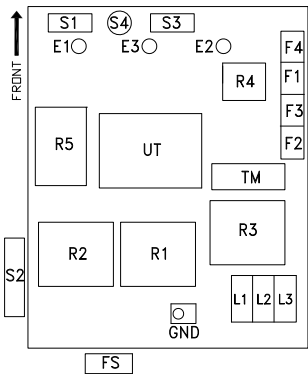 S1 S4 S3
E1 E3 E2
FRONT
F4
F1
F3
F2
R4
R5
UT
TM
R2
R1
R3
S2
L1 L2 L3
GND
FS